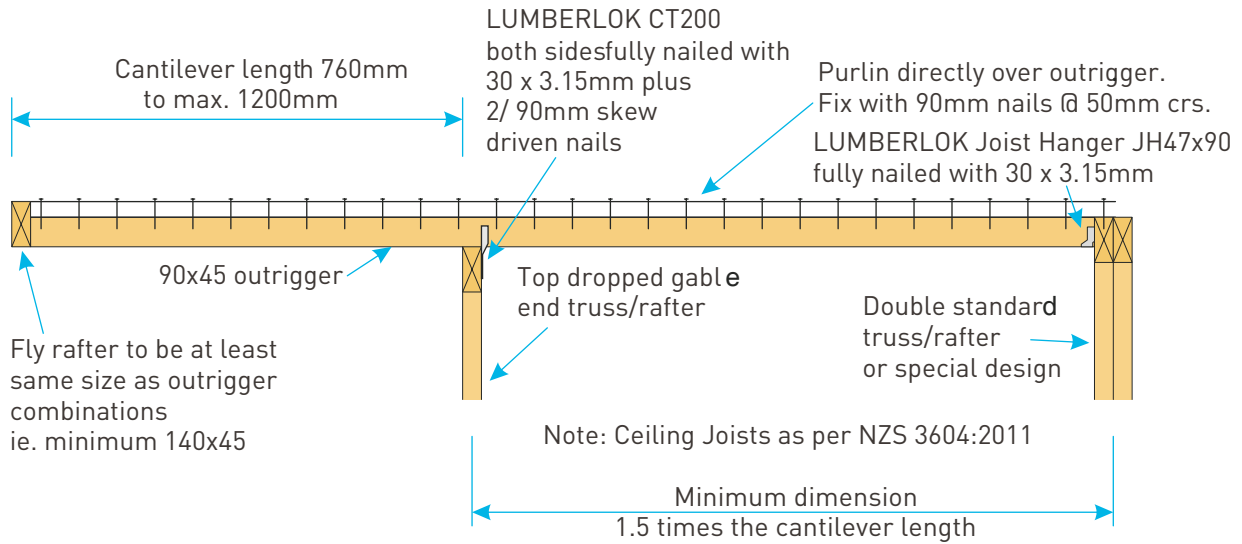 LUMBERLOK CT200
both sidesfully nailed with
30 x 3.15mm plus
2/ 90mm skew
driven nails
Cantilever length 760mm
to max. 1200mm
Purlin directly over outrigger.
Fix with 90mm nails @ 50mm crs.
LUMBERLOK Joist Hanger JH47x90
fully nailed with 30 x 3.15mm
90x45 outrigger
Top dropped gable
end truss/rafter
Double standard
truss/rafter
or special design
Fly rafter to be at least
same size as outrigger
combinations
ie. minimum 140x45
Note: Ceiling Joists as per NZS 3604:2011
Minimum dimension
1.5 times the cantilever length